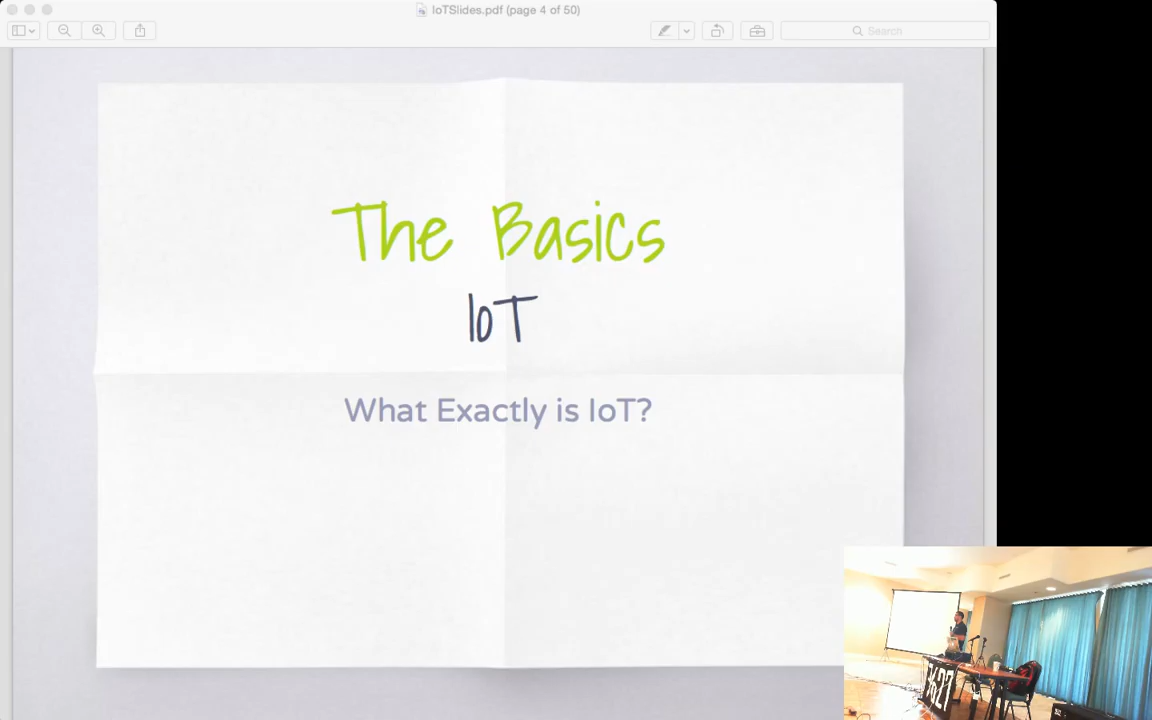 IoTSlides.pdf (page 4 of 50)
Search
The Basics
IoT
What Exactly is IoT?